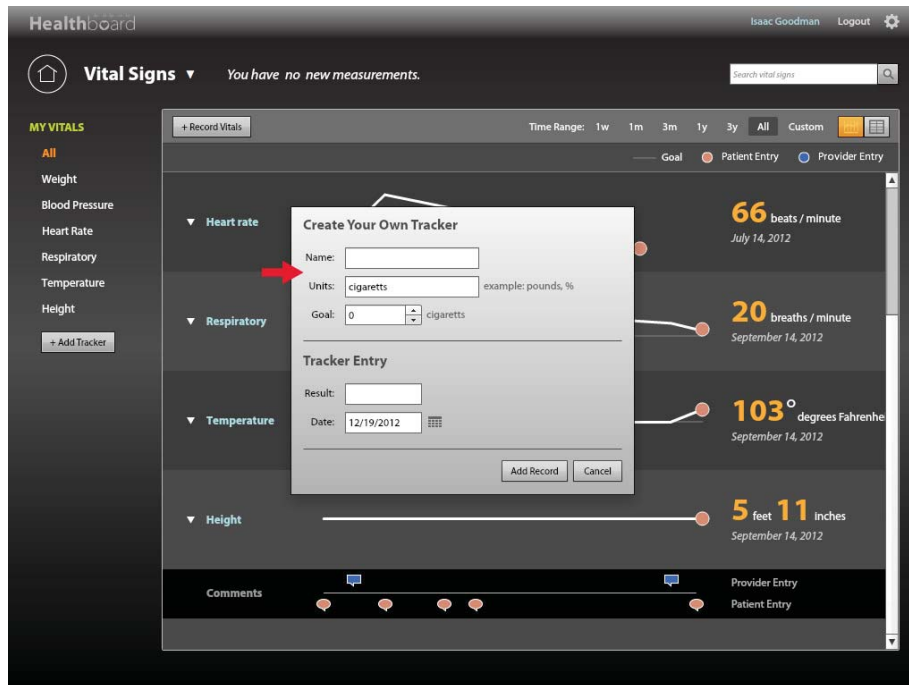 Healthboard
Isaac Goodman Logout
Vital Signs ▼ You have no new measurements.
Search vital signs
MY VITALS
All
Weight
Blood Pressure
Heart Rate
Respiratory
Temperature
Height
+ Add Tracker
+ Record Vitals
Time Range: 1w 1m 3m 1y 3y All Custom
Goal Patient Entry Provider Entry
▼ Heart rate
66 beats / minute
July 14, 2012
▼ Respiratory
20 breaths / minute
September 14, 2012
▼ Temperature
103° degrees Fahrenhe
September 14, 2012
▼ Height
5 feet 11 inches
September 14, 2012
Comments
Provider Entry
Patient Entry
Create Your Own Tracker
Name:
Units: cigaretts example: pounds, %
Goal: 0 cigaretts
Tracker Entry
Result:
Date: 12/19/2012
Add Record Cancel